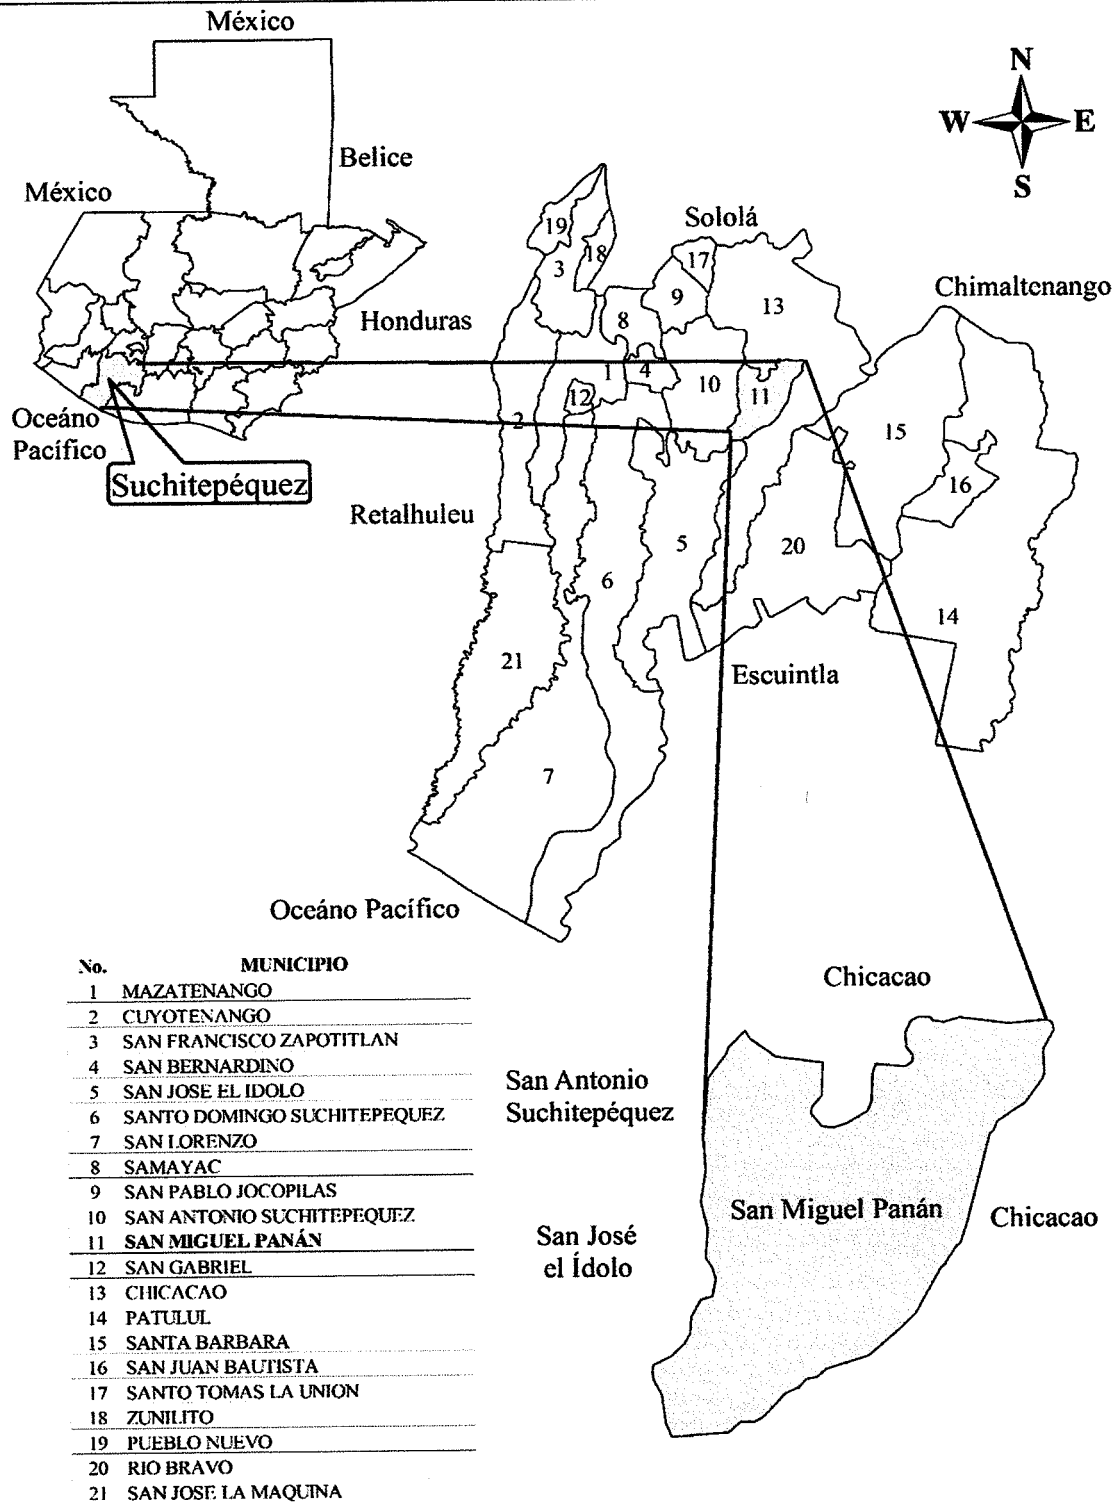 México
N
W E
S
Belice
México
Honduras
Oceáno
Pacífico
Suchitepéquez
Sololá
Chimaltenango
19
18
3
17
9
13
8
1
4
10
11
12
2
15
16
Retalhuleu
5
20
6
14
21
Escuintla
7
Oceáno Pacífico
No. MUNICIPIO
1 MAZATENANGO
2 CUYOTENANGO
3 SAN FRANCISCO ZAPOTITLAN
4 SAN BERNARDINO
5 SAN JOSE EL IDOLO
6 SANTO DOMINGO SUCHITEPEQUEZ
7 SAN LORENZO
8 SAMAYAC
9 SAN PABLO JOCOPILAS
10 SAN ANTONIO SUCHITEPEQUEZ
11 SAN MIGUEL PANÁN
12 SAN GABRIEL
13 CHICACAO
14 PATULUL
15 SANTA BARBARA
16 SAN JUAN BAUTISTA
17 SANTO TOMAS LA UNION
18 ZUNILITO
19 PUEBLO NUEVO
20 RIO BRAVO
21 SAN JOSE LA MAQUINA
Chicacao
San Antonio
Suchitepéquez
San Miguel Panán
Chicacao
San José
el Ídolo